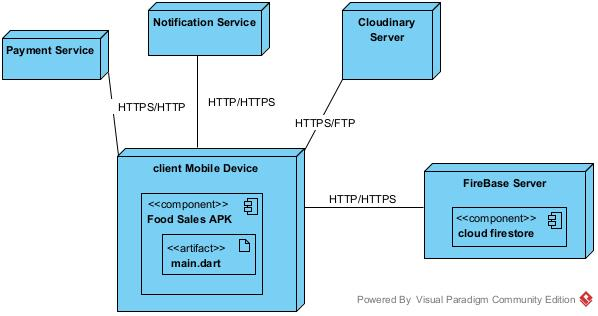 Notification Service
Cloudinary
Server
Payment Service
HTTPS/HTTP
HTTP/HTTPS
HTTPS/FTP
client Mobile Device
<<component>>
Food Sales APK
<<artifact>>
main.dart
HTTP/HTTPS
FireBase Server
<<component>>
cloud firestore
Powered By Visual Paradigm Community Edition